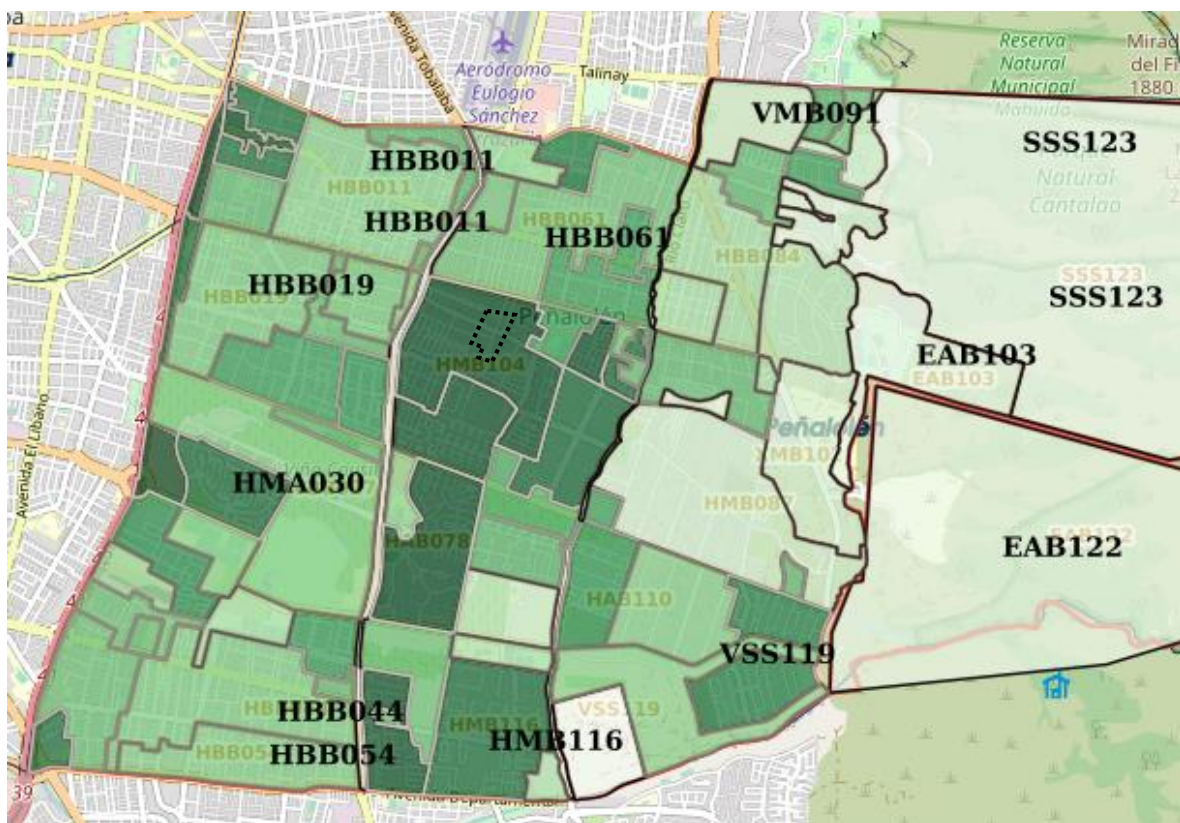 Reserva
Natural
Municipal
Mahuida
Mirad
del Fi
1880
Avenida Tobalaba
Aeródromo
Eulogio
Sánchez
Talinay
VMB091
SSS123
Natural
Cantalao
HBB011
HBB011
HBB011
HBB061
HBB061
HBB084
SSS123
SSS123
HBB019
HBB019
Peñalolén
HMB104
EAB103
EAB103
Avenida El Líbano
Peñalolén
HMA030
HMB087
HAB078
EAB122
EAB122
HAB110
VSS119
VSS119
HBB044
HMB116
HMB116
HBB054
39
Avenida Departamental